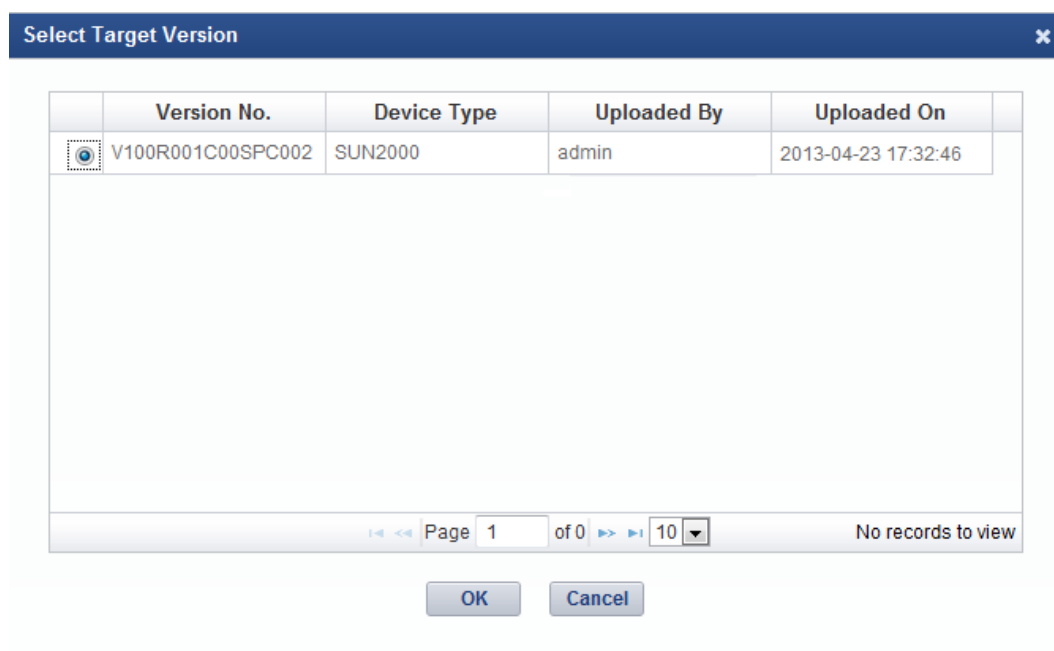 Select Target Version
Version No. Device Type Uploaded By Uploaded On
V100R001C00SPC002 SUN2000 admin 2013-04-23 17:32:46
Page 1 of 0 10 No records to view
OK Cancel